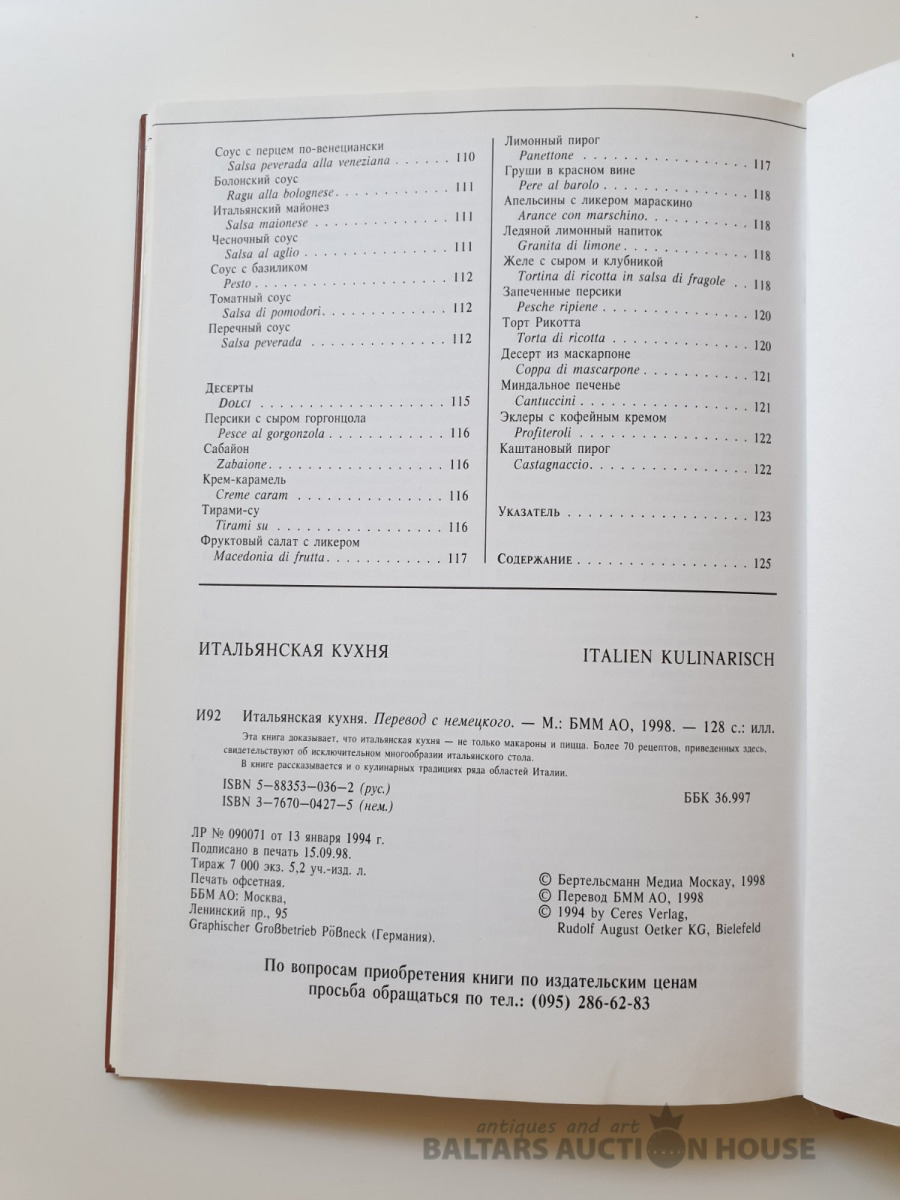 Соус с перцем по-венециански
Salsa peverada alla veneziana . . . . . . 110
Болонский соус
Ragu alla bolognese. . . . . . . . . . . . 111
Итальянский майонез
Salsa maionese . . . . . . . . . . . . . . 111
Чесночный соус
Salsa al aglio . . . . . . . . . . . . . . . 111
Соус с базиликом
Pesto . . . . . . . . . . . . . . . . . . . . 112
Томатный соус
Salsa di pomodori. . . . . . . . . . . . . 112
Перечный соус
Salsa peverada . . . . . . . . . . . . . . 112
Десерты
Dolci . . . . . . . . . . . . . . . . . . . . 115
Персики с сыром горгонцола
Pesce al gorgonzola . . . . . . . . . . . . 116
Сабайон
Zabaione. . . . . . . . . . . . . . . . . . 116
Крем-карамель
Creme caram . . . . . . . . . . . . . . . 116
Тирами-су
Tirami su . . . . . . . . . . . . . . . . . 116
Фруктовый салат с ликером
Macedonia di frutta. . . . . . . . . . . . 117
Лимонный пирог
Panettone . . . . . . . . . . . . . . . . . 117
Груши в красном вине
Pere al barolo . . . . . . . . . . . . . . . 118
Апельсины с ликером мараскино
Arance con marschino. . . . . . . . . . . 118
Ледяной лимонный напиток
Granita di limone . . . . . . . . . . . . . 118
Желе с сыром и клубникой
Tortina di ricotta in salsa di fragole . . 118
Запеченные персики
Pesche ripiene . . . . . . . . . . . . . . . 120
Торт Рикотта
Torta di ricotta . . . . . . . . . . . . . . 120
Десерт из маскарпоне
Coppa di mascarpone . . . . . . . . . . . 121
Миндальное печенье
Cantuccini . . . . . . . . . . . . . . . . . 121
Эклеры с кофейным кремом
Profiteroli . . . . . . . . . . . . . . . . . 122
Каштановый пирог
Castagnaccio. . . . . . . . . . . . . . . . 122
Указатель . . . . . . . . . . . . . . . . . . 123
Содержание . . . . . . . . . . . . . . . . . 125
ИТАЛЬЯНСКАЯ КУХНЯ
ITALIEN KULINARISCH
И92 Итальянская кухня. Перевод с немецкого. — М.: БММ АО, 1998. — 128 с.: илл.
Эта книга доказывает, что итальянская кухня — не только макароны и пицца. Более 70 рецептов, приведенных здесь,
свидетельствуют об исключительном многообразии итальянского стола.
В книге рассказывается и о кулинарных традициях ряда областей Италии.
ISBN 5—88353—036—2 (рус.)
ISBN 3—7670—0427—5 (нем.)
ББК 36.997
ЛР № 090071 от 13 января 1994 г.
Подписано в печать 15.09.98.
Тираж 7 000 экз. 5,2 уч.-изд. л.
Печать офсетная.
ББМ АО: Москва,
Ленинский пр., 95
Graphischer Großbetrieb Pößneck (Германия).
© Бертельсманн Медиа Москау, 1998
© Перевод БММ АО, 1998
© 1994 by Ceres Verlag,
Rudolf August Oetker KG, Bielefeld
По вопросам приобретения книги по издательским ценам
просьба обращаться по тел.: (095) 286-62-83
antiques and art
BALTARS AUCTION HOUSE